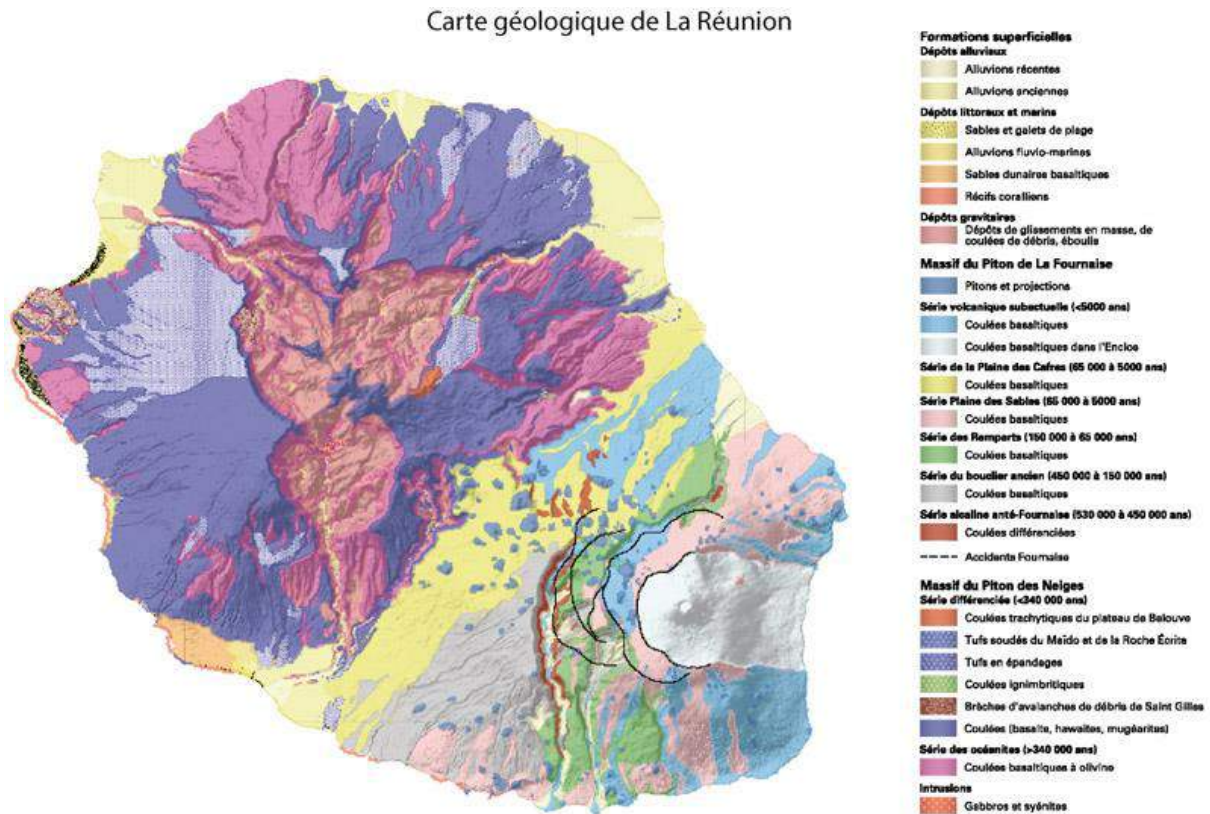 Carte géologique de La Réunion
Formations superficielles
Dépôts alluviaux
Alluvions récentes
Alluvions anciennes
Dépôts littoraux et marins
Sables et galets de plage
Alluvions fluvio-marines
Sables dunaires basaltiques
Récifs coralliens
Dépôts gravitaires
Dépôts de glissements en masse, de
coulées de débris, éboulis
Massif du Piton de La Fournaise
Pitons et projections
Série volcanique subactuelle (<5000 ans)
Coulées basaltiques
Coulées basaltiques dans l'Enclos
Série de la Plaine des Cafres (65 000 à 5000 ans)
Coulées basaltiques
Série Plaine des Sables (65 000 à 5000 ans)
Coulées basaltiques
Série des Remparts (150 000 à 65 000 ans)
Coulées basaltiques
Série du bouclier ancien (450 000 à 150 000 ans)
Coulées basaltiques
Série alcaline anté-Fournaise (530 000 à 450 000 ans)
Coulées différenciées
Accidents Fournaise
Massif du Piton des Neiges
Série différenciée (<340 000 ans)
Coulées trachytiques du plateau de Belouve
Tufs soudés du Maïdo et de la Roche Écrite
Tufs en épandages
Coulées ignimbritiques
Brèches d'avalanches de débris de Saint Gilles
Coulées (basalte, hawaites, mugéarites)
Série des océanites (>340 000 ans)
Coulées basaltiques à olivine
Intrusions
Gabbros et syénites